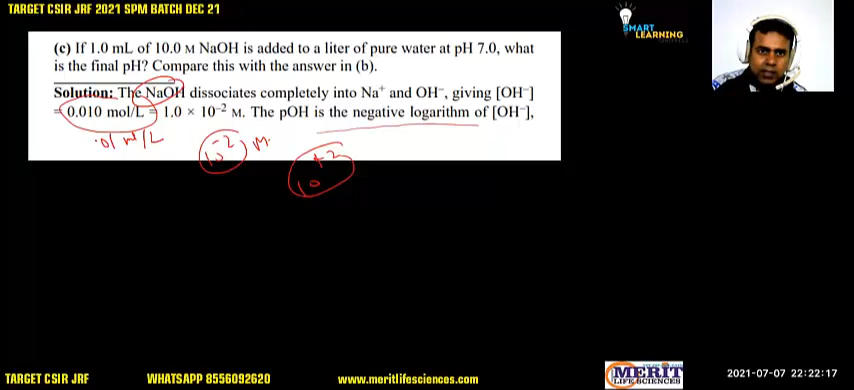 TARGET CSIR JRF 2021 SPM BATCH DEC 21
SMART
LEARNING
(c) If 1.0 mL of 10.0 M NaOH is added to a liter of pure water at pH 7.0, what
is the final pH? Compare this with the answer in (b).
Solution: The NaOH dissociates completely into Na⁺ and OH⁻, giving [OH⁻]
= 0.010 mol/L = 1.0 × 10⁻² M. The pOH is the negative logarithm of [OH⁻],
10⁻² M.
10⁺²
TARGET CSIR JRF
WHATSAPP 8556092620
www.meritlifesciences.com
MERIT
LIFE SCIENCES
2021-07-07 22:22:17